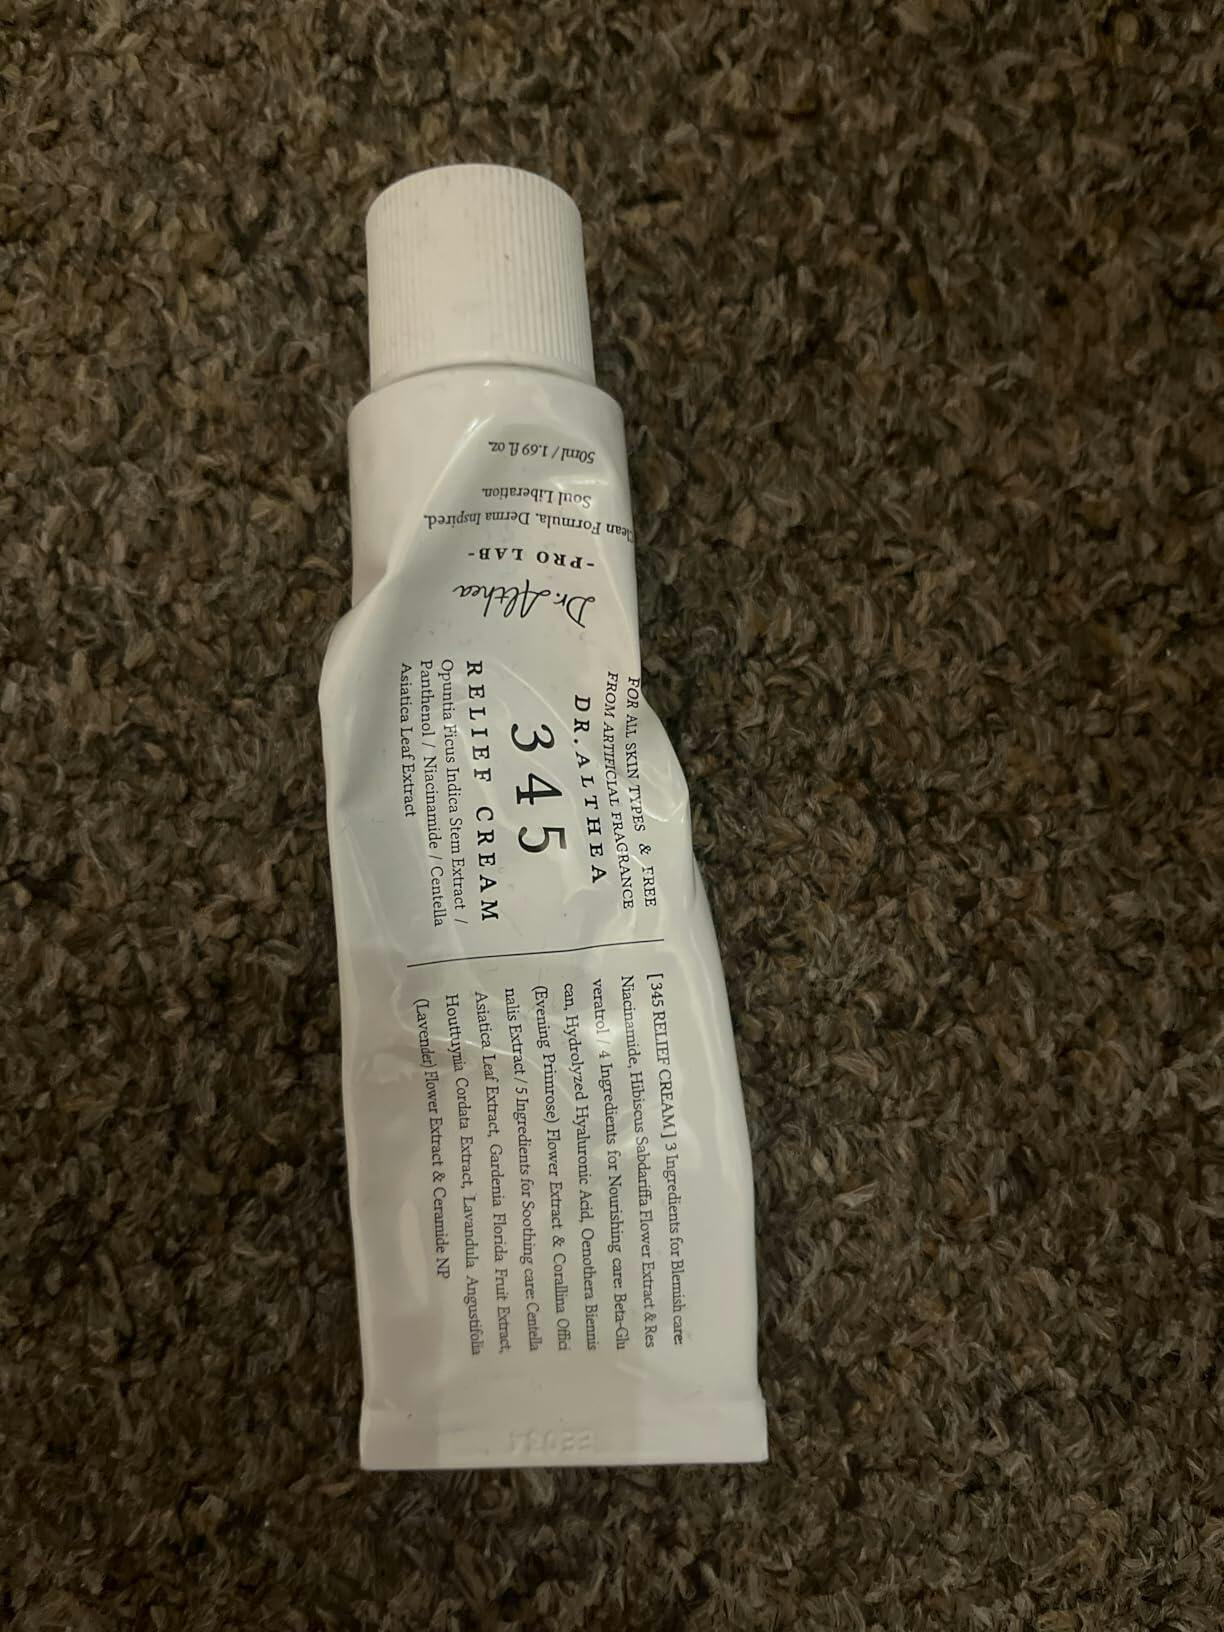 50ml / 1.69 fl oz.
Soul Liberation.
Clean Formula. Derma Inspired.
-PRO LAB-
Dr. Althea
FOR ALL SKIN TYPES & FREE
FROM ARTIFICIAL FRAGRANCE
DR.ALTHEA
345
RELIEF CREAM
Opuntia Ficus Indica Stem Extract /
Panthenol / Niacinamide / Centella
Asiatica Leaf Extract
[ 345 RELIEF CREAM ] 3 Ingredients for Blemish care:
Niacinamide, Hibiscus Sabdariffa Flower Extract & Res
veratrol / 4 Ingredients for Nourishing care: Beta-Glu
can, Hydrolyzed Hyaluronic Acid, Oenothera Biennis
(Evening Primrose) Flower Extract & Corallina Offici
nalis Extract / 5 Ingredients for Soothing care: Centella
Asiatica Leaf Extract, Gardenia Florida Fruit Extract,
Houttuynia Cordata Extract, Lavandula Angustifolia
(Lavender) Flower Extract & Ceramide NP